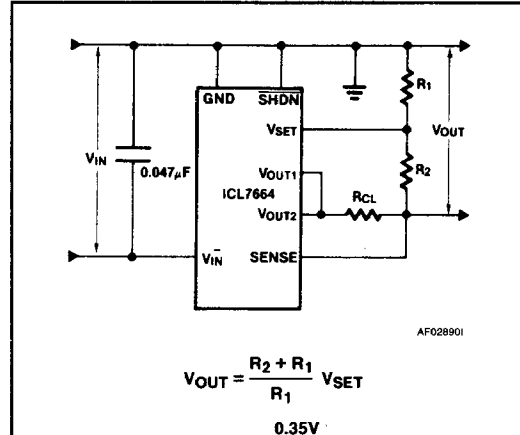 GND
SHDN
VSET
R1
VOUT
VIN
0.047µF
VOUT1
ICL7664
VOUT2
RCL
R2
VIN-
SENSE
AF02890I
VOUT = R2 + R1 / R1 VSET
0.35V